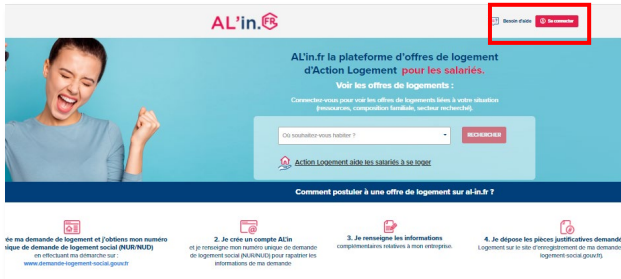 AL'in.FR
Besoin d'aide
Se connecter
AL'in.fr la plateforme d'offres de logement
d'Action Logement pour les salariés.
Voir les offres de logements :
Connectez-vous pour voir les offres de logements liées à votre situation
(ressources, composition familiale, secteur recherché).
Où souhaitez-vous habiter ?
RECHERCHER
Action Logement aide les salariés à se loger
Comment postuler à une offre de logement sur al-in.fr ?
ée ma demande de logement et j'obtiens mon numéro
nique de demande de logement social (NUR/NUD)
en effectuant ma démarche sur :
www.demande-logement-social.gouv.fr
2. Je crée un compte AL'in
et je renseigne mon numéro unique de demande
de logement social (NUR/NUD) pour rapatrier les
informations de ma demande
3. Je renseigne les informations
complémentaires relatives à mon entreprise.
4. Je dépose les pièces justificatives demandé
Logement sur le site d'enregistrement de ma demande
logement-social.gouv.fr).